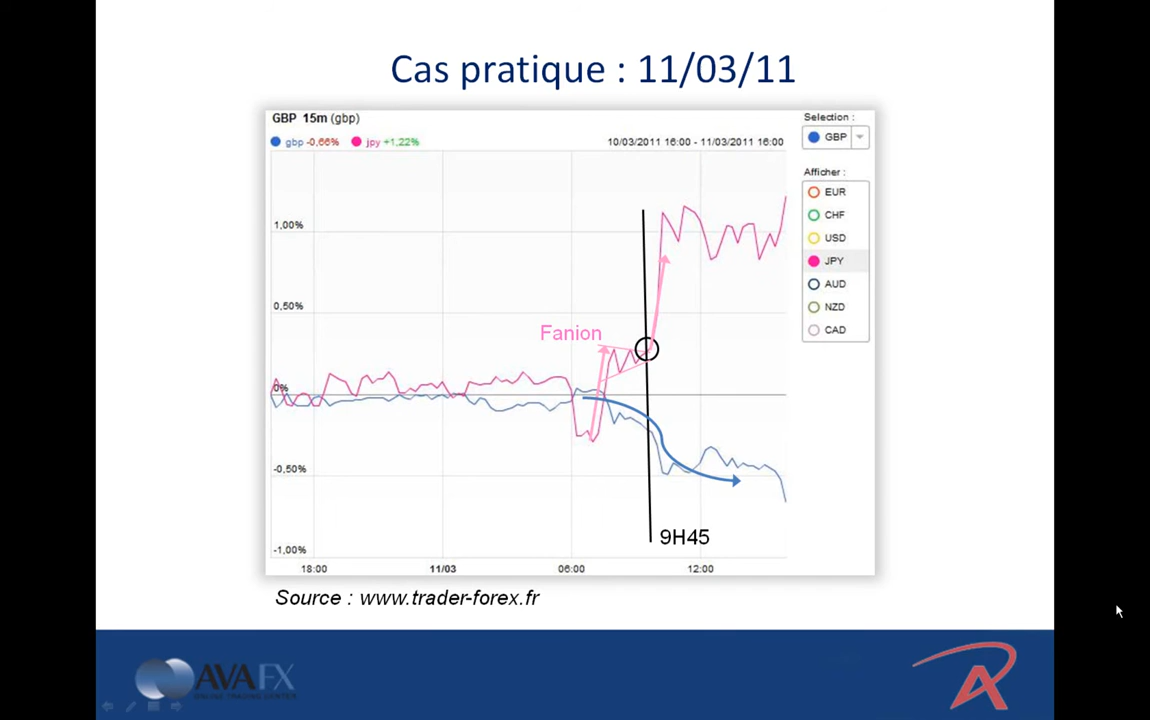 Cas pratique : 11/03/11
GBP 15m (gbp)
gbp -0,66% jpy +1,22%
10/03/2011 16:00 - 11/03/2011 16:00
Selection :
GBP
Afficher :
EUR
CHF
USD
JPY
AUD
NZD
CAD
1,00%
0,50%
0%
-0,50%
-1,00%
Fanion
9H45
18:00 11/03 06:00 12:00
Source : www.trader-forex.fr
AVAFX
ONLINE TRADING CENTER